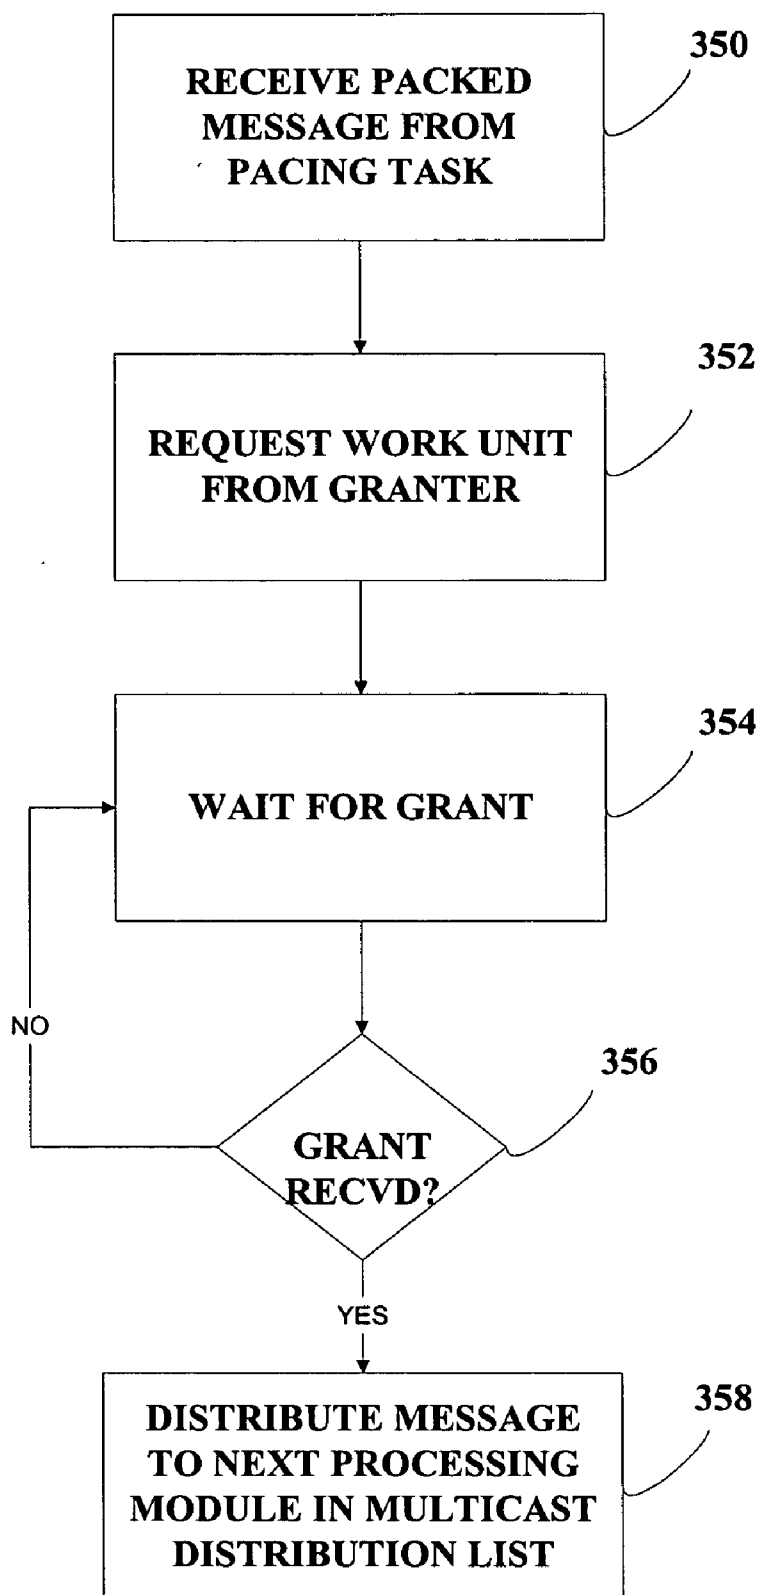 350
RECEIVE PACKED
MESSAGE FROM
PACING TASK
352
REQUEST WORK UNIT
FROM GRANTER
354
WAIT FOR GRANT
NO
356
GRANT
RECVD?
YES
358
DISTRIBUTE MESSAGE
TO NEXT PROCESSING
MODULE IN MULTICAST
DISTRIBUTION LIST